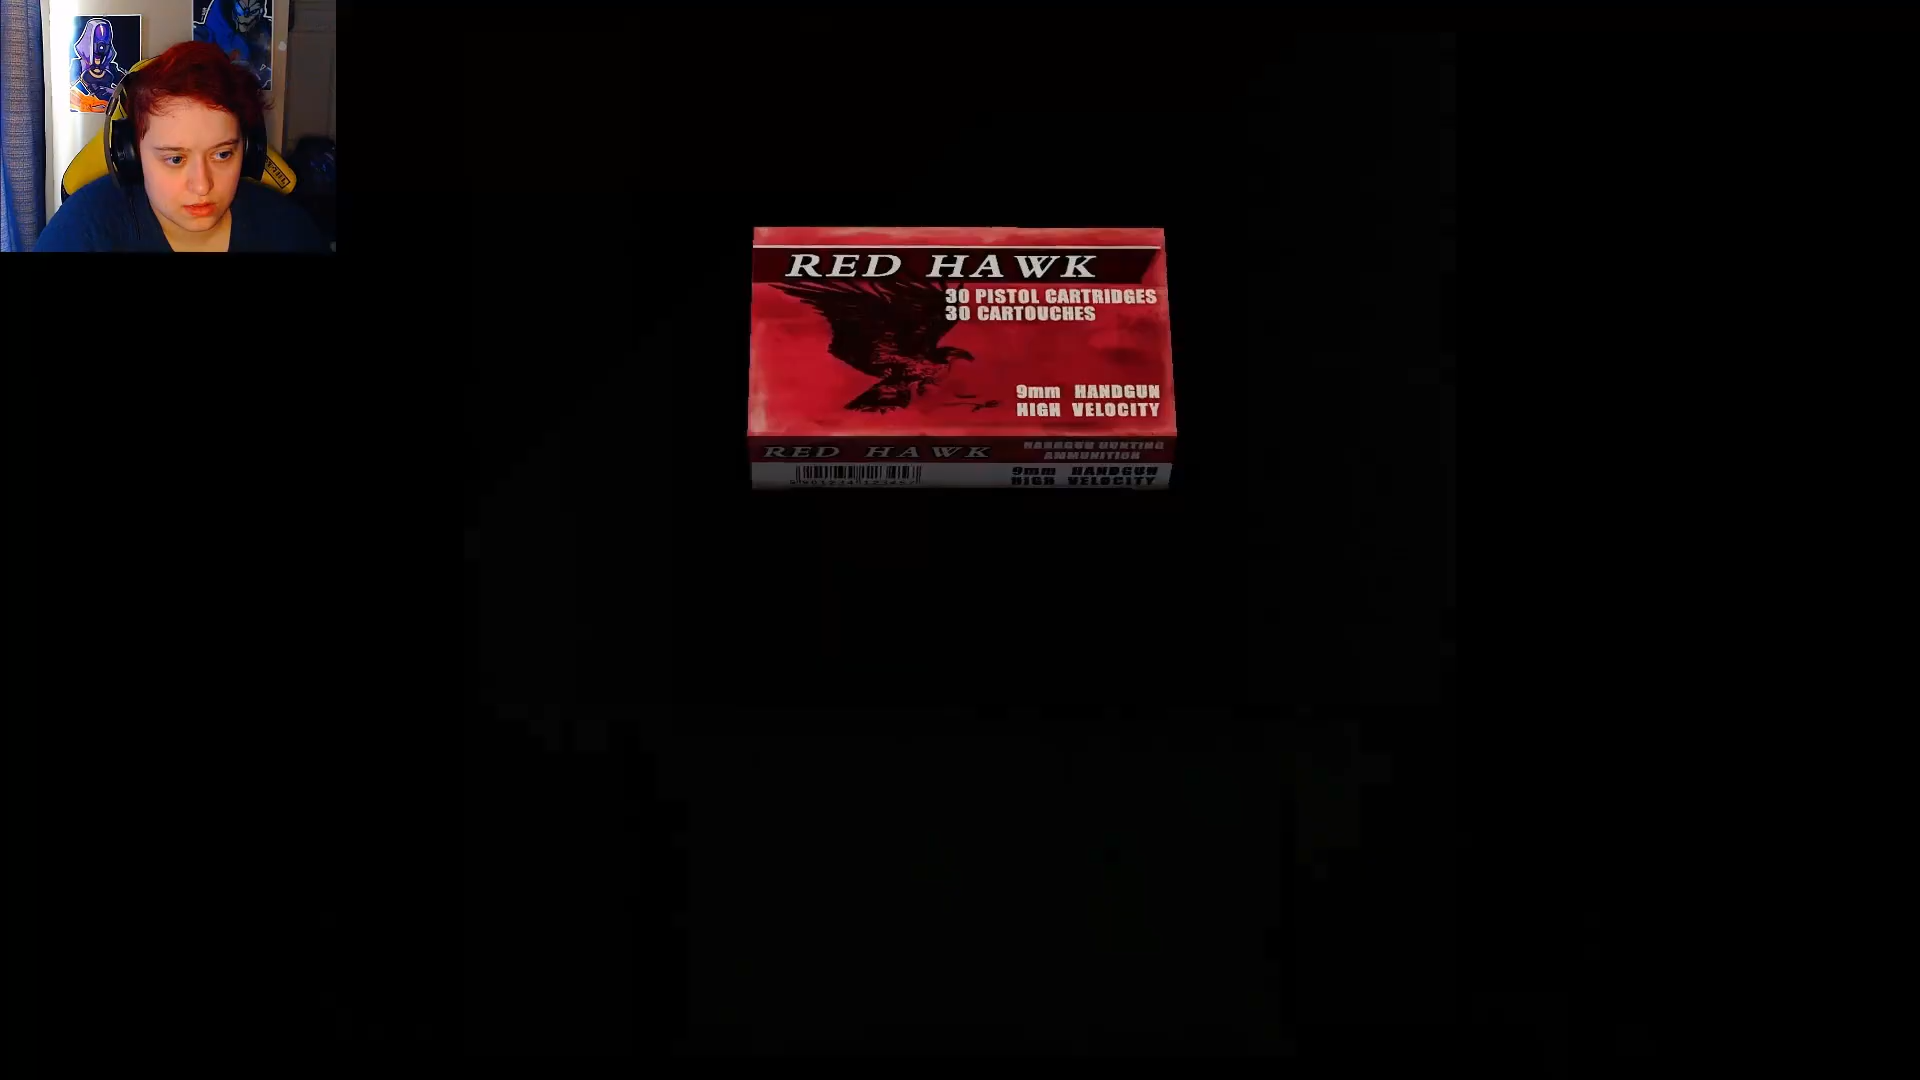 RED HAWK
30 PISTOL CARTRIDGES
30 CARTOUCHES
9mm HANDGUN
HIGH VELOCITY
RED HAWK
HANDGUN HUNTING
AMMUNITION
9mm HANDGUN
HIGH VELOCITY